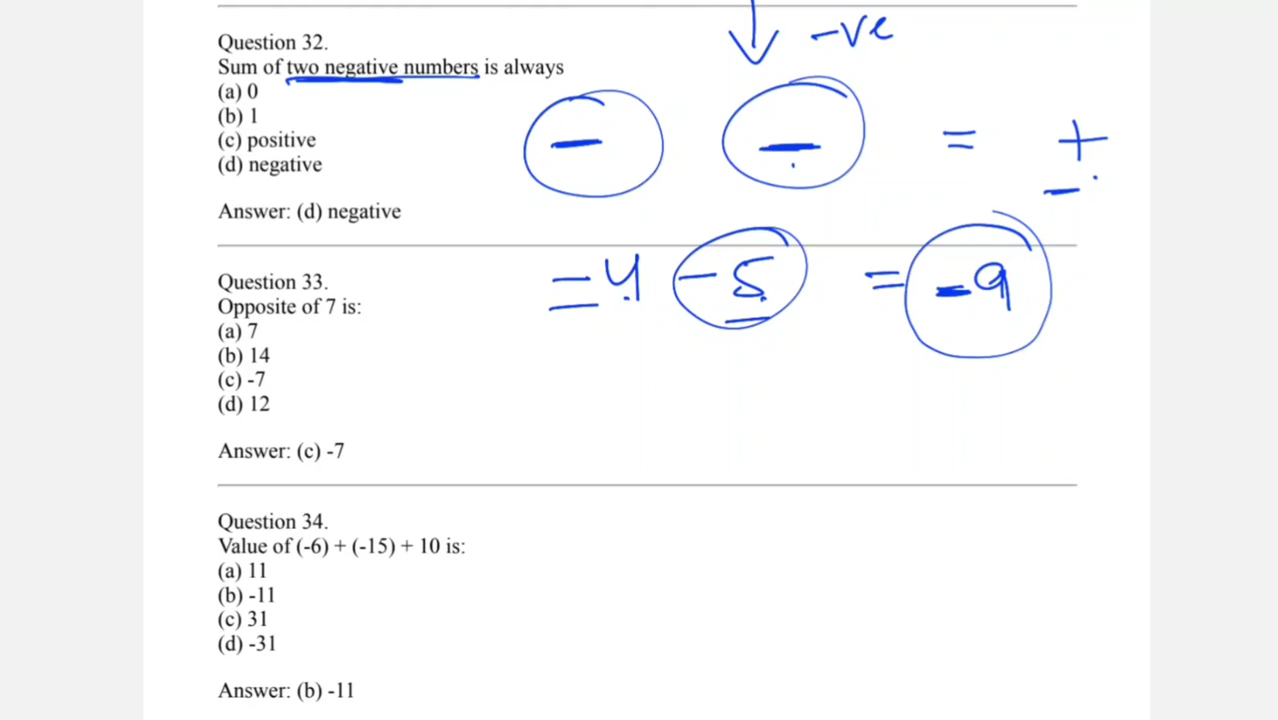 -ve
Question 32.
Sum of two negative numbers is always
(a) 0
(b) 1
(c) positive
(d) negative
- - = +
Answer: (d) negative
-4 -5 = -9
Question 33.
Opposite of 7 is:
(a) 7
(b) 14
(c) -7
(d) 12
Answer: (c) -7
Question 34.
Value of (-6) + (-15) + 10 is:
(a) 11
(b) -11
(c) 31
(d) -31
Answer: (b) -11